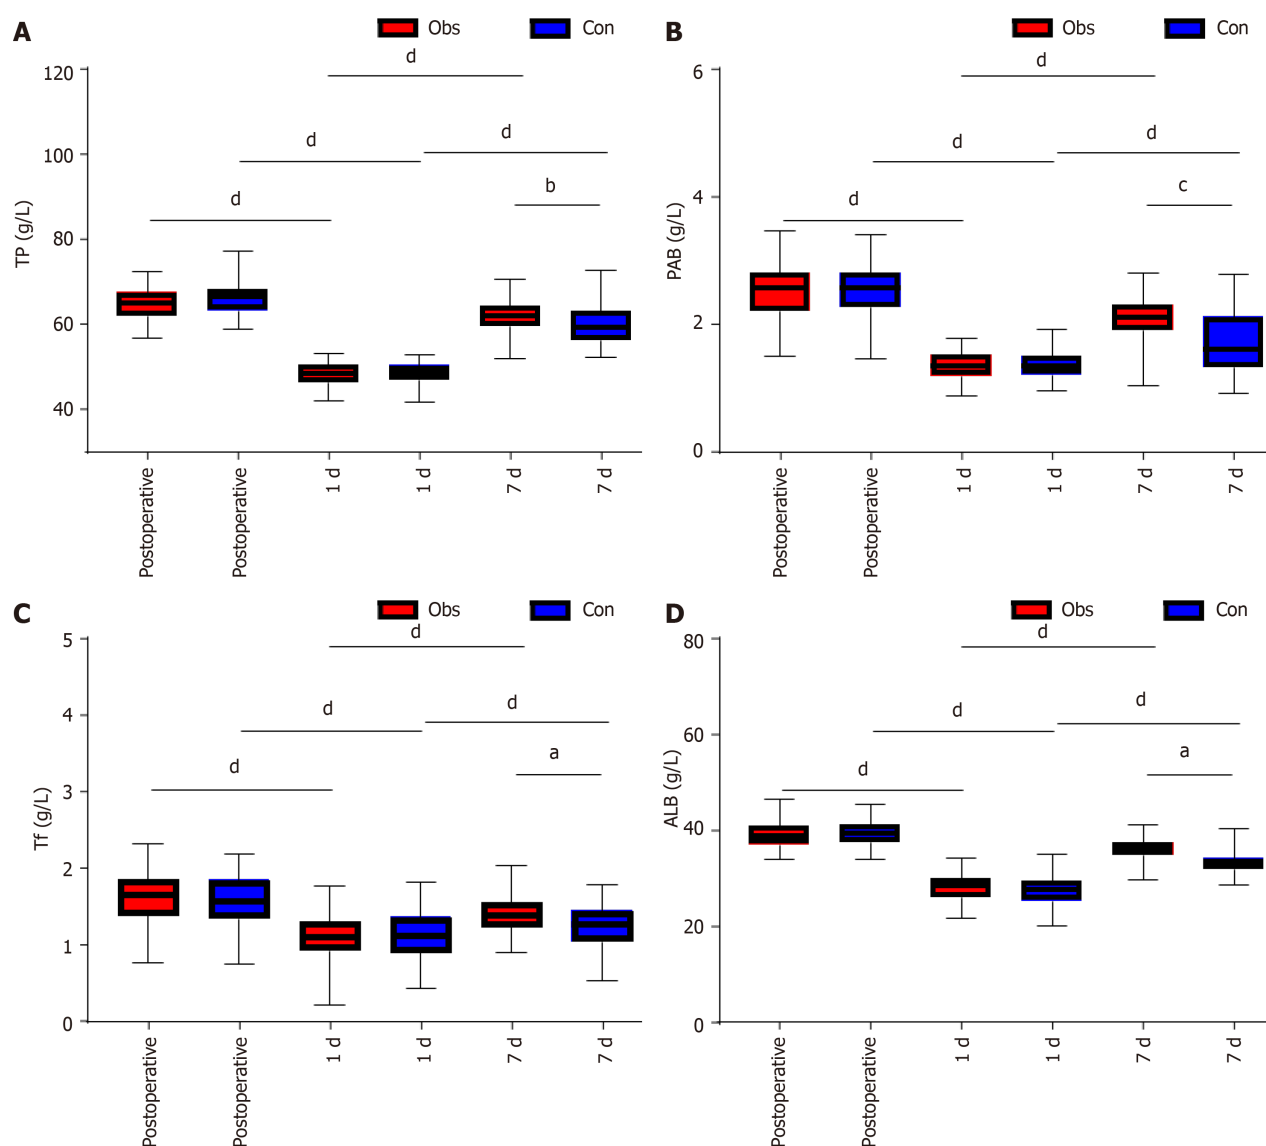 A
Obs
Con
d
d
d
d
b
TP (g/L)
120
100
80
60
40
Postoperative
Postoperative
1 d
1 d
7 d
7 d
B
Obs
Con
d
d
d
d
c
PAB (g/L)
6
4
2
0
Postoperative
Postoperative
1 d
1 d
7 d
7 d
C
Obs
Con
d
d
d
d
a
Tf (g/L)
5
4
3
2
1
0
Postoperative
Postoperative
1 d
1 d
7 d
7 d
D
Obs
Con
d
d
d
d
a
ALB (g/L)
80
60
40
20
0
Postoperative
Postoperative
1 d
1 d
7 d
7 d